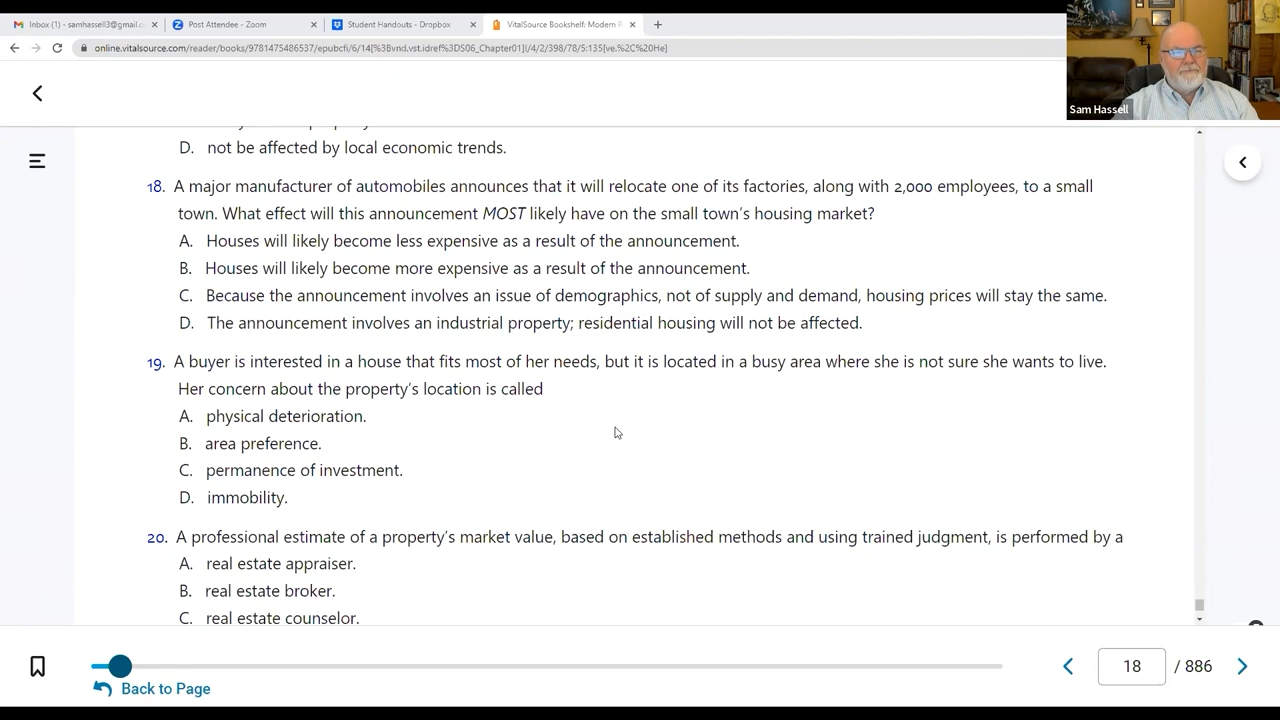 Inbox (1) - samhassell3@gmail.c
Post Attendee - Zoom
Student Handouts - Dropbox
VitalSource Bookshelf: Modern R
online.vitalsource.com/reader/books/9781475486537/epubcfi/6/14[%3Bvnd.vst.idref%3DS06_Chapter01]!/4/2/398/78/5:135[ve.%2C%20He]
Sam Hassell
D. not be affected by local economic trends.
18. A major manufacturer of automobiles announces that it will relocate one of its factories, along with 2,000 employees, to a small
town. What effect will this announcement MOST likely have on the small town's housing market?
A. Houses will likely become less expensive as a result of the announcement.
B. Houses will likely become more expensive as a result of the announcement.
C. Because the announcement involves an issue of demographics, not of supply and demand, housing prices will stay the same.
D. The announcement involves an industrial property; residential housing will not be affected.
19. A buyer is interested in a house that fits most of her needs, but it is located in a busy area where she is not sure she wants to live.
Her concern about the property's location is called
A. physical deterioration.
B. area preference.
C. permanence of investment.
D. immobility.
20. A professional estimate of a property's market value, based on established methods and using trained judgment, is performed by a
A. real estate appraiser.
B. real estate broker.
C. real estate counselor.
18 / 886
Back to Page